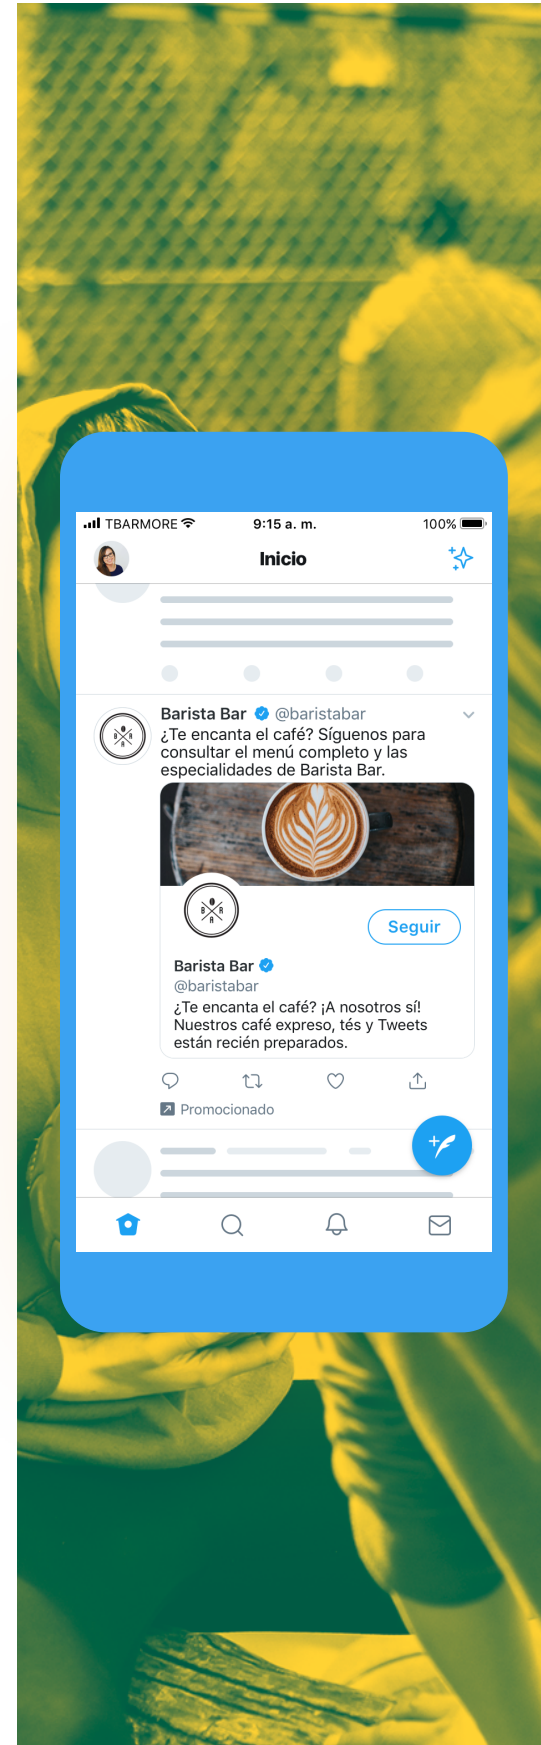 TBARMORE 9:15 a. m. 100%
Inicio
Barista Bar @baristabar
¿Te encanta el café? Síguenos para
consultar el menú completo y las
especialidades de Barista Bar.
B A R
A
B A R
A
Seguir
Barista Bar
@baristabar
¿Te encanta el café? ¡A nosotros sí!
Nuestros café expreso, tés y Tweets
están recién preparados.
Promocionado